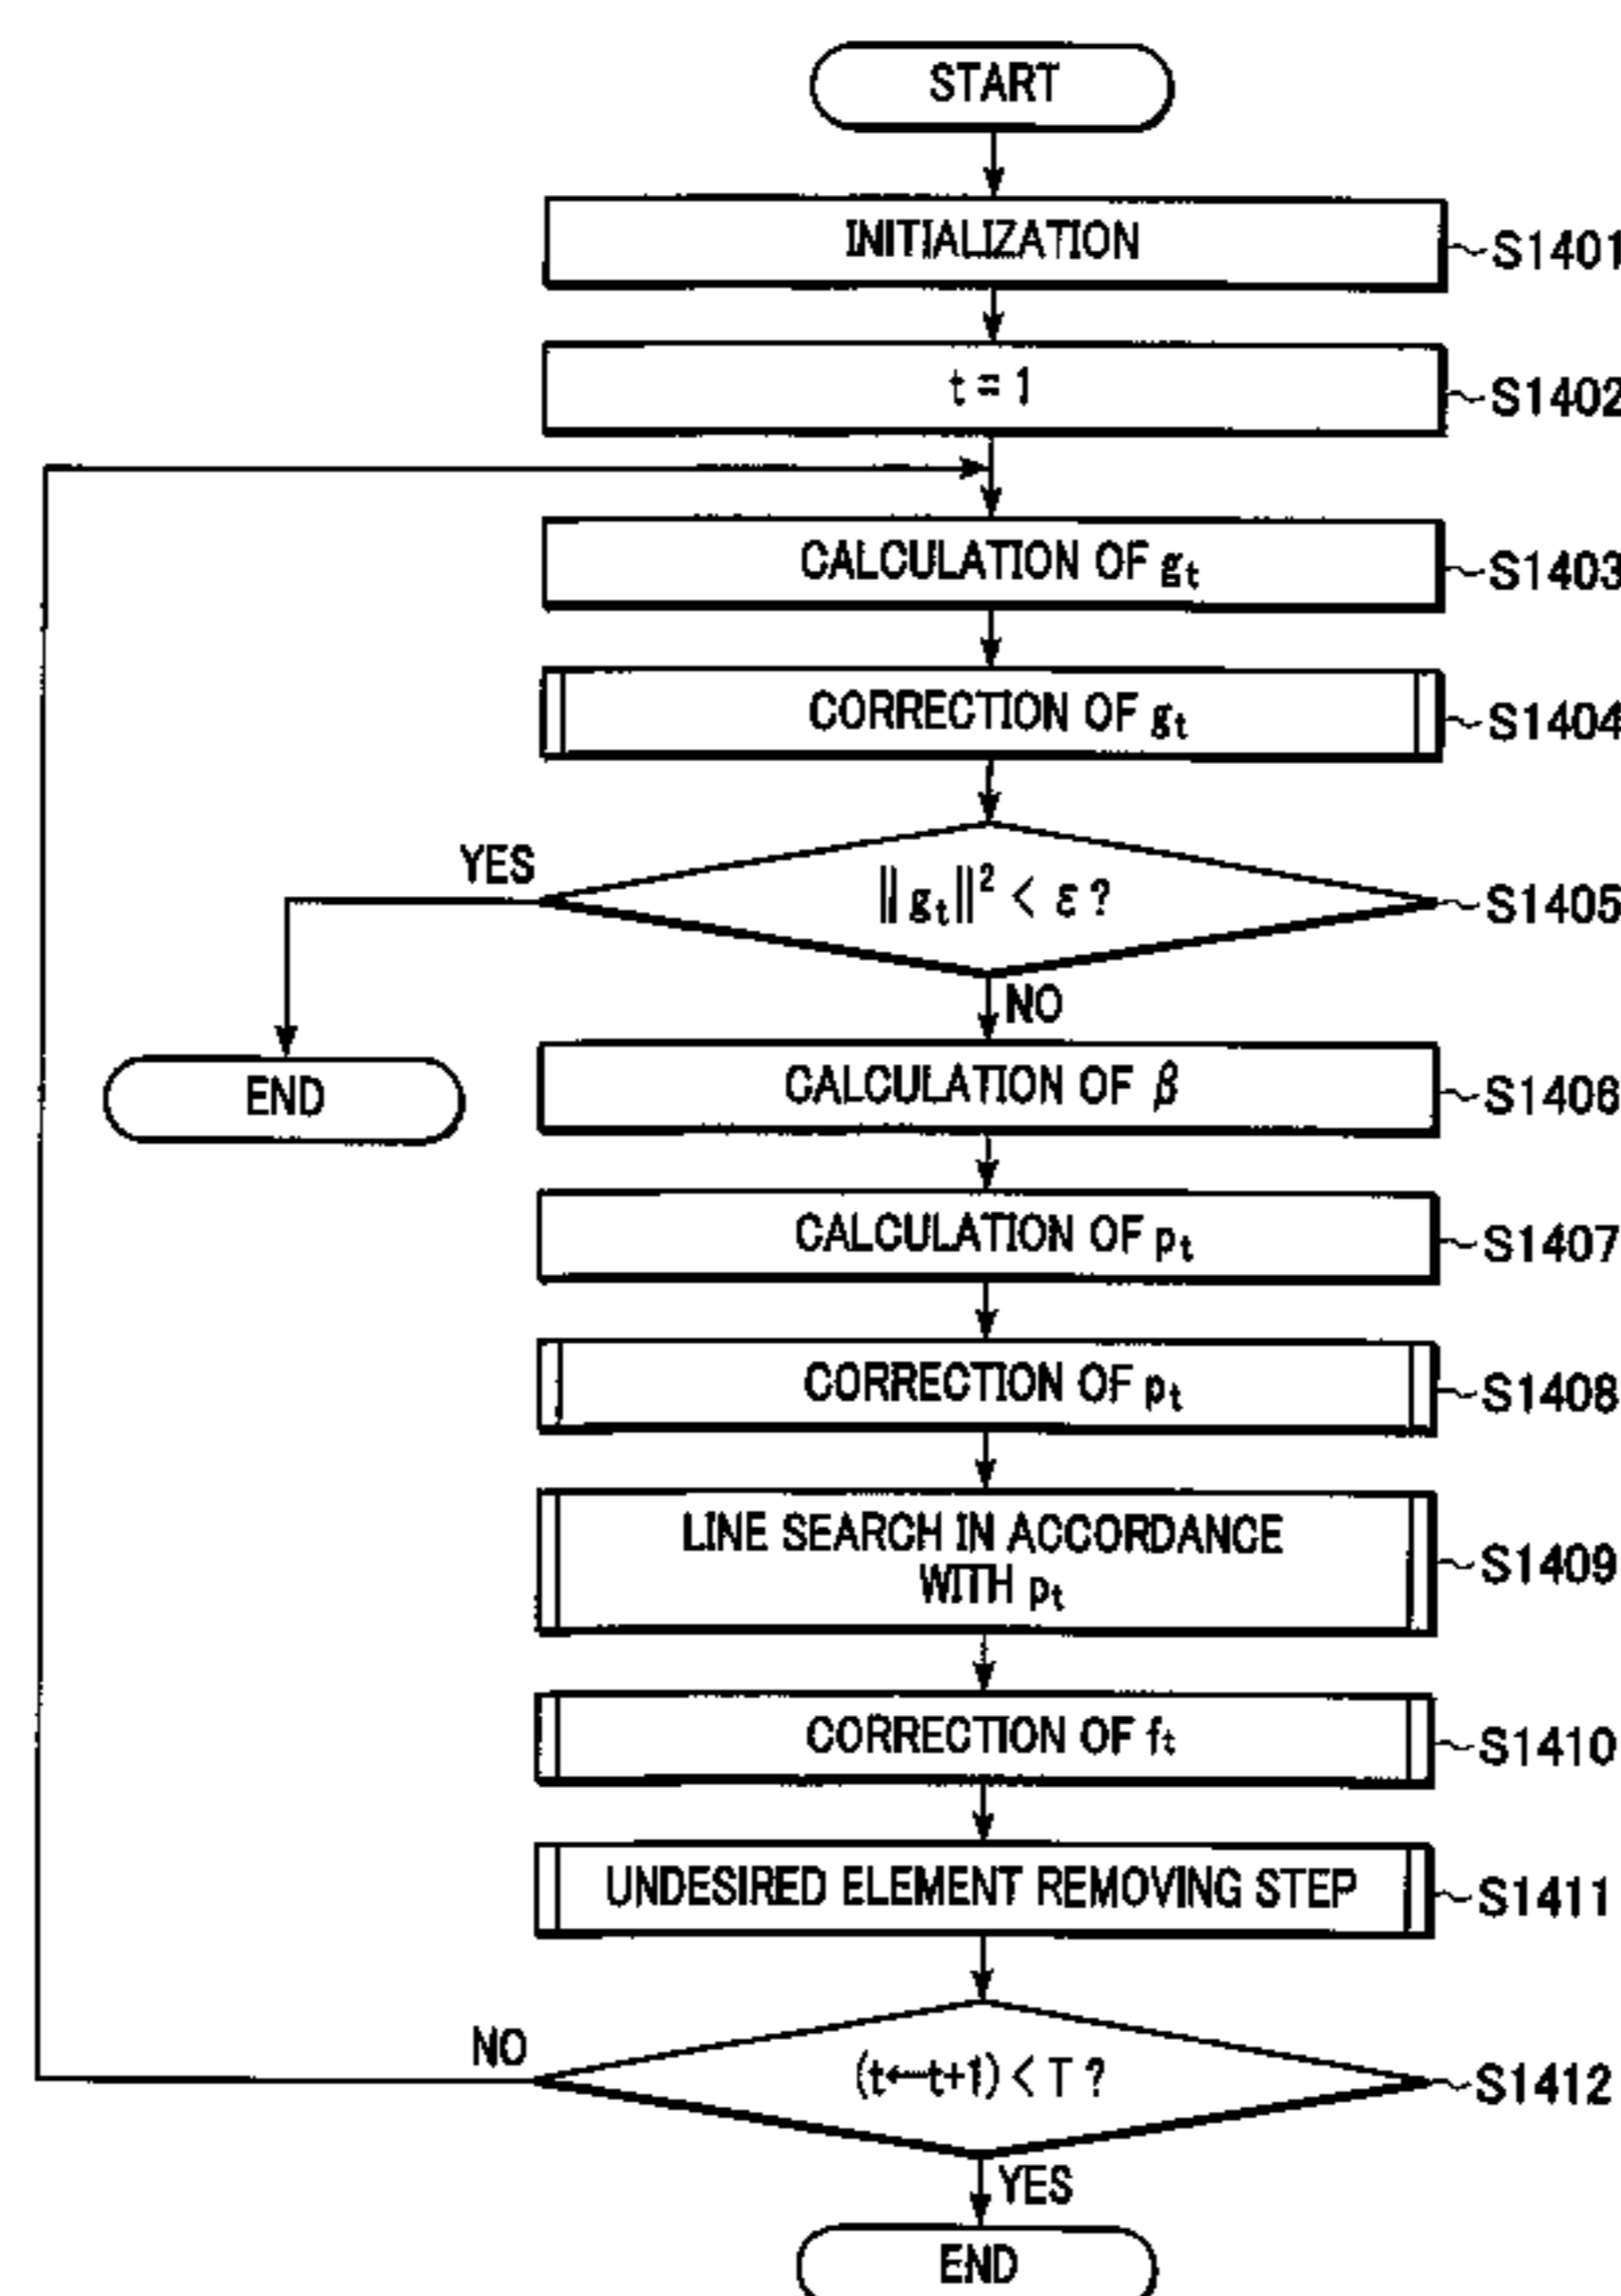 START
INITIALIZATION
S1401
t = 1
S1402
CALCULATION OF gt
S1403
CORRECTION OF gt
S1404
YES
||gt||² < ε ?
S1405
NO
END
CALCULATION OF β
S1406
CALCULATION OF pt
S1407
CORRECTION OF pt
S1408
LINE SEARCH IN ACCORDANCE
WITH pt
S1409
CORRECTION OF ft
S1410
UNDESIRED ELEMENT REMOVING STEP
S1411
NO
(t←t+1) < T ?
S1412
YES
END